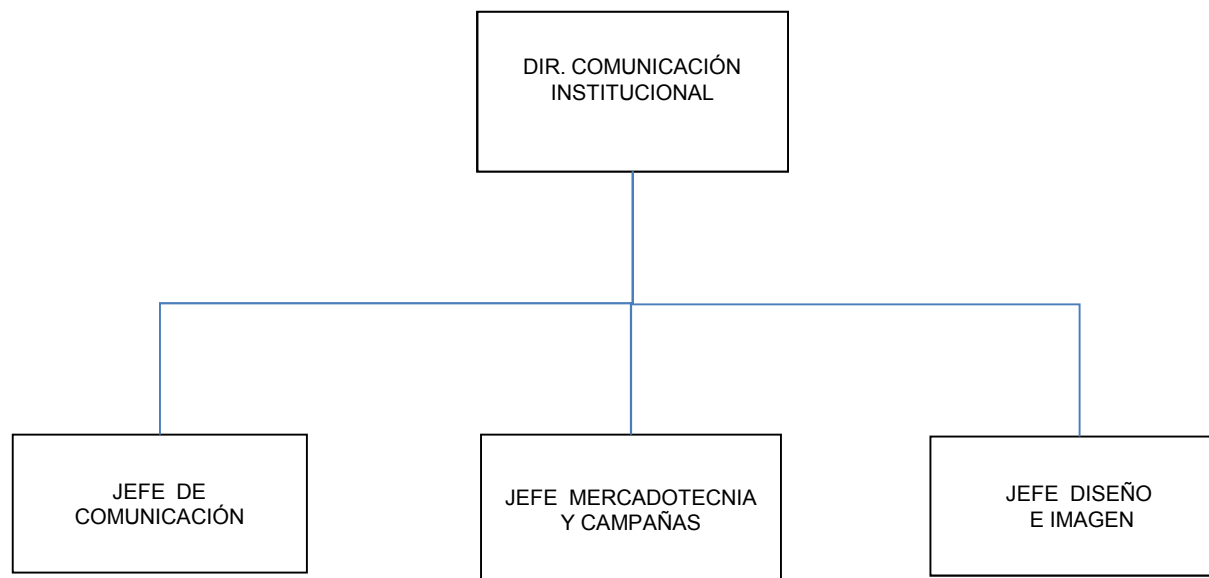 DIR. COMUNICACIÓN
INSTITUCIONAL
JEFE DE
COMUNICACIÓN
JEFE MERCADOTECNIA
Y CAMPAÑAS
JEFE DISEÑO
E IMAGEN